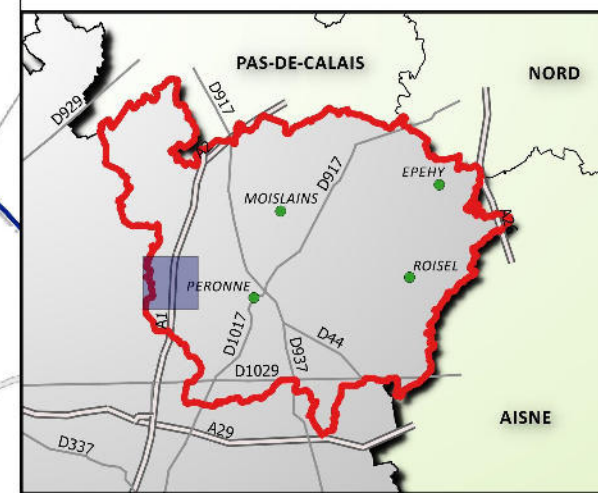 PAS-DE-CALAIS
NORD
D929
D917
A2
D917
EPEHY
MOISLAINS
A26
ROISEL
PERONNE
A1
D1017
D937
D44
D1029
AISNE
A29
D337